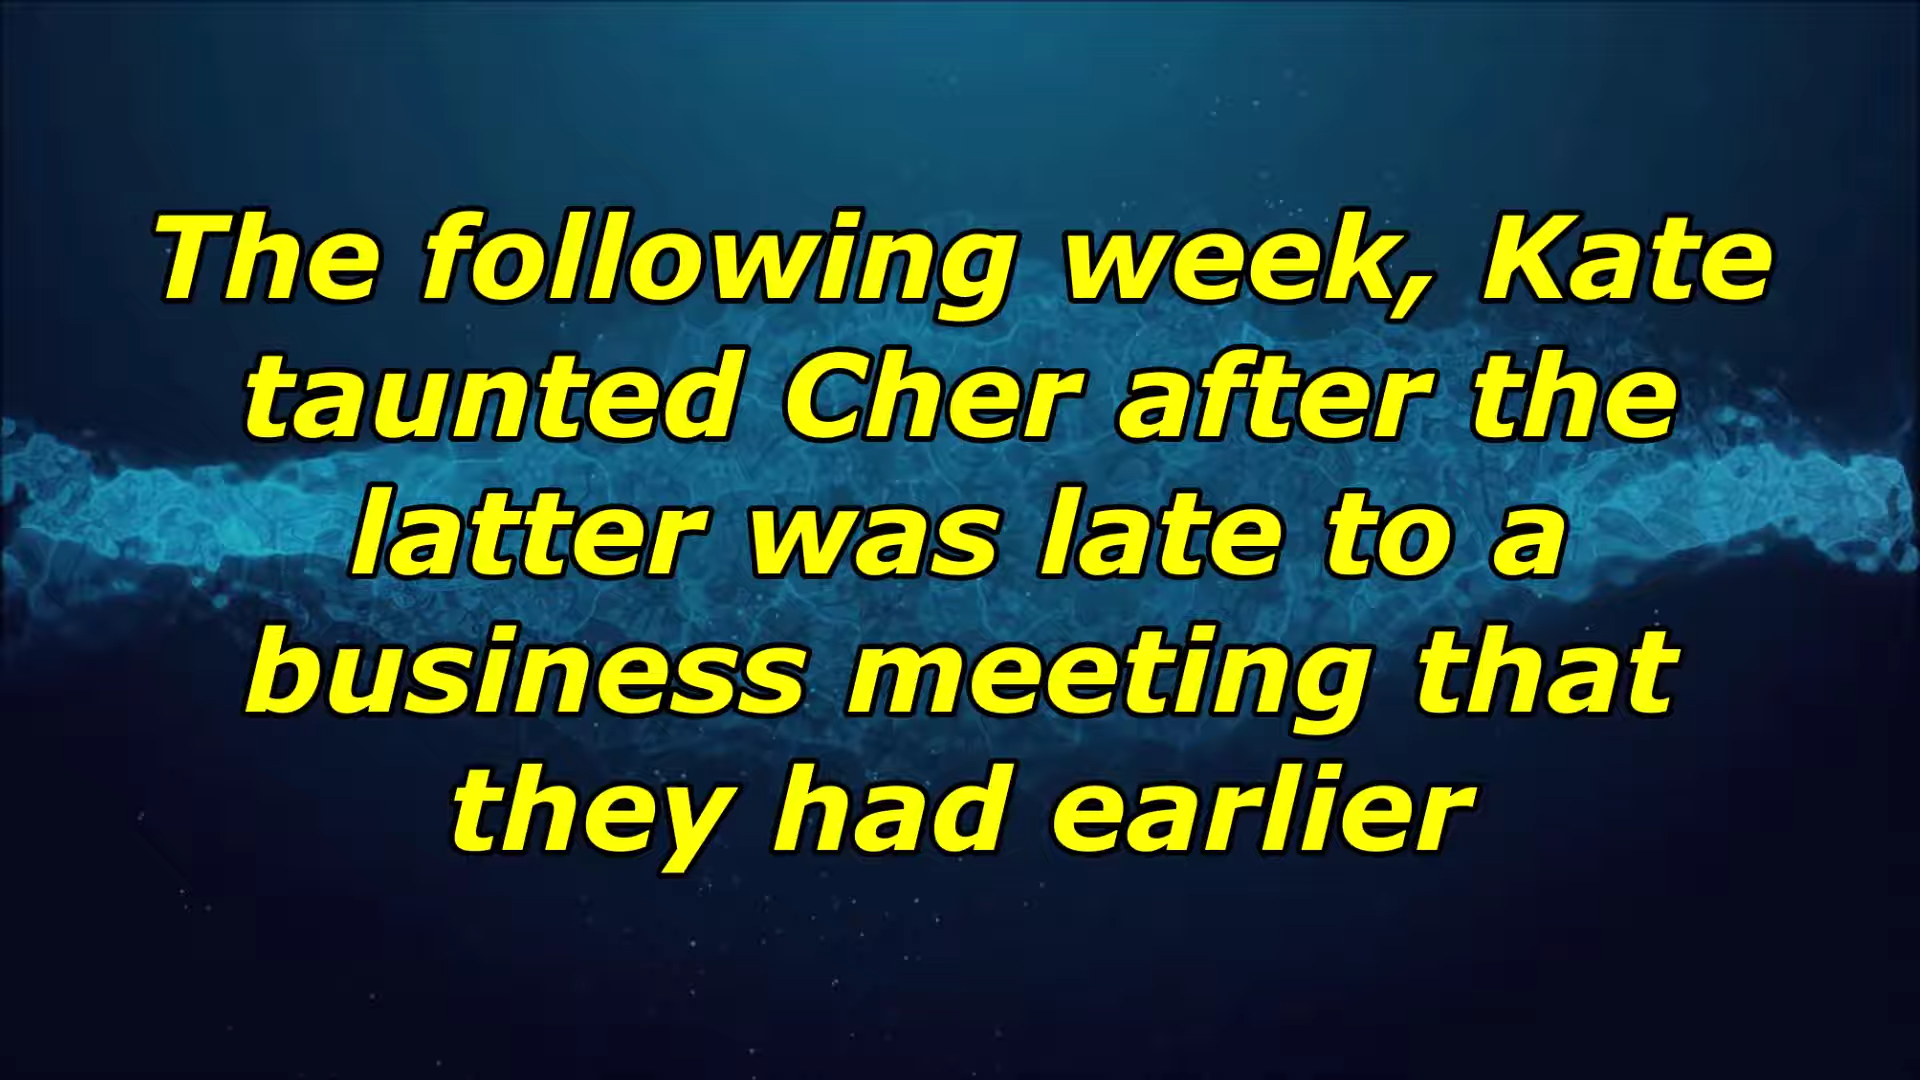 The following week, Kate
taunted Cher after the
latter was late to a
business meeting that
they had earlier